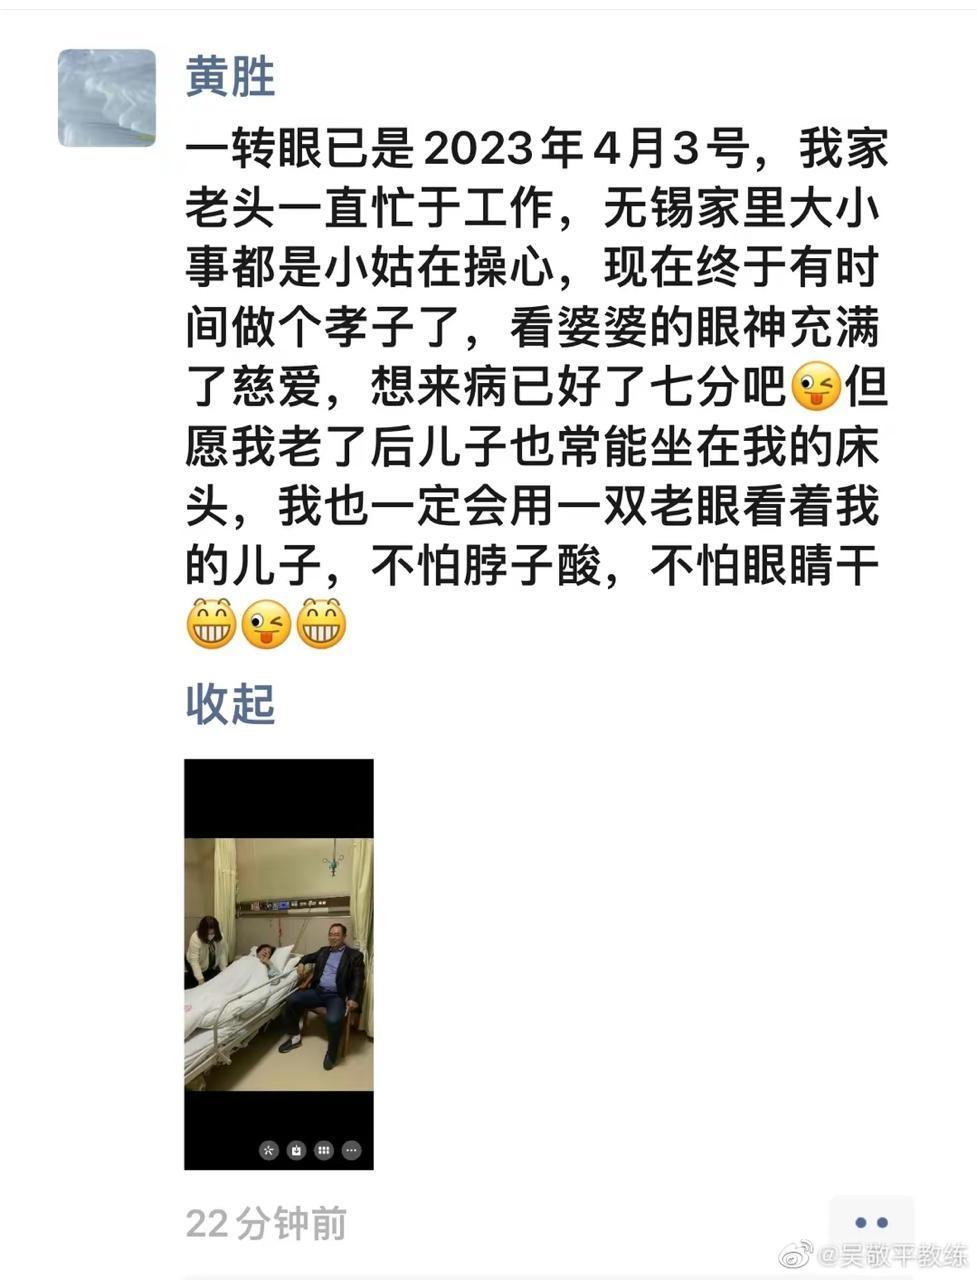 黄胜
一转眼已是2023年4月3号，我家
老头一直忙于工作，无锡家里大小
事都是小姑在操心，现在终于有时
间做个孝子了，看婆婆的眼神充满
了慈爱，想来病已好了七分吧😜但
愿我老了后儿子也常能坐在我的床
头，我也一定会用一双老眼看着我
的儿子，不怕脖子酸，不怕眼睛干
😁😜😁
收起
22分钟前
@吴敬平教练